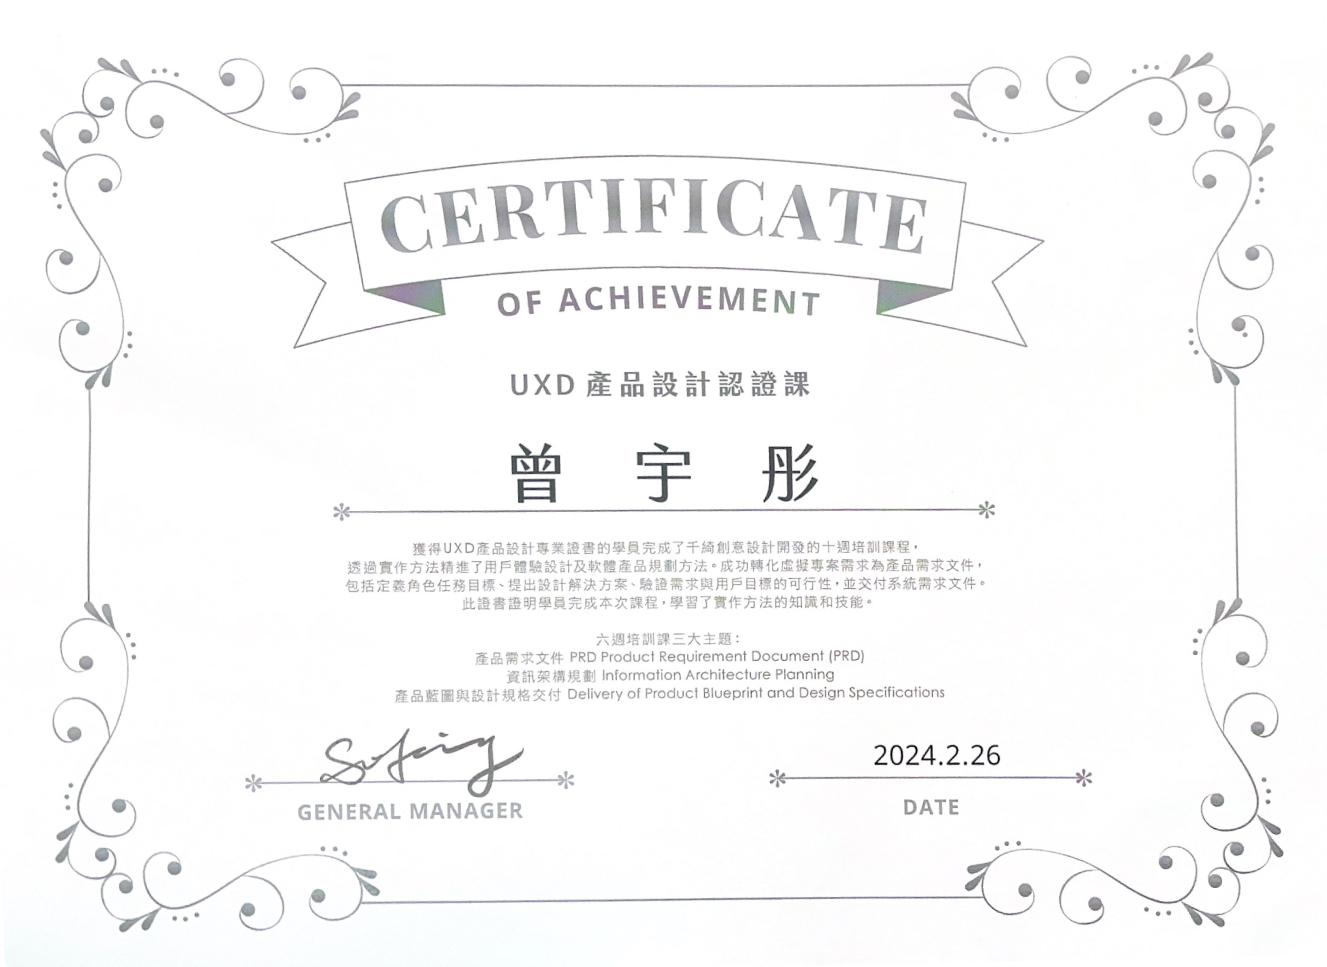 CERTIFICATE
OF ACHIEVEMENT
UXD 產品設計認證課
曾 宇 彤
獲得UXD產品設計專業證書的學員完成了千綺創意設計開發的十週培訓課程，
透過實作方法精進了用戶體驗設計及軟體產品規劃方法。成功轉化虛擬專案需求為產品需求文件，
包括定義角色任務目標、提出設計解決方案、驗證需求與用戶目標的可行性，並交付系統需求文件。
此證書證明學員完成本次課程，學習了實作方法的知識和技能。
六週培訓課三大主題：
產品需求文件 PRD Product Requirement Document (PRD)
資訊架構規劃 Information Architecture Planning
產品藍圖與設計規格交付 Delivery of Product Blueprint and Design Specifications
2024.2.26
GENERAL MANAGER
DATE